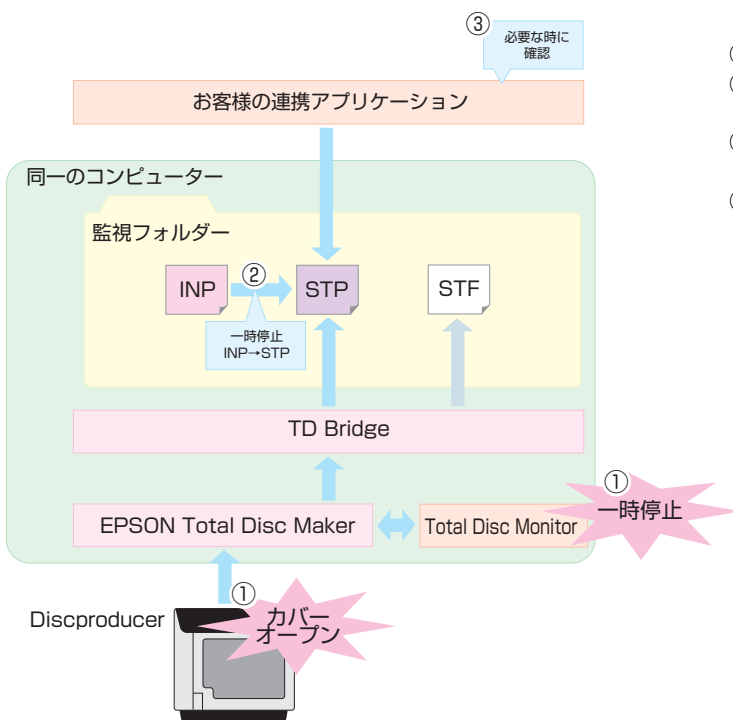 ③
必要な時に
確認
お客様の連携アプリケーション
同一のコンピューター
監視フォルダー
②
INP
STP
STF
一時停止
INP→STP
TD Bridge
①
一時停止
EPSON Total Disc Maker
Total Disc Monitor
①
Discproducer
カバー
オープン